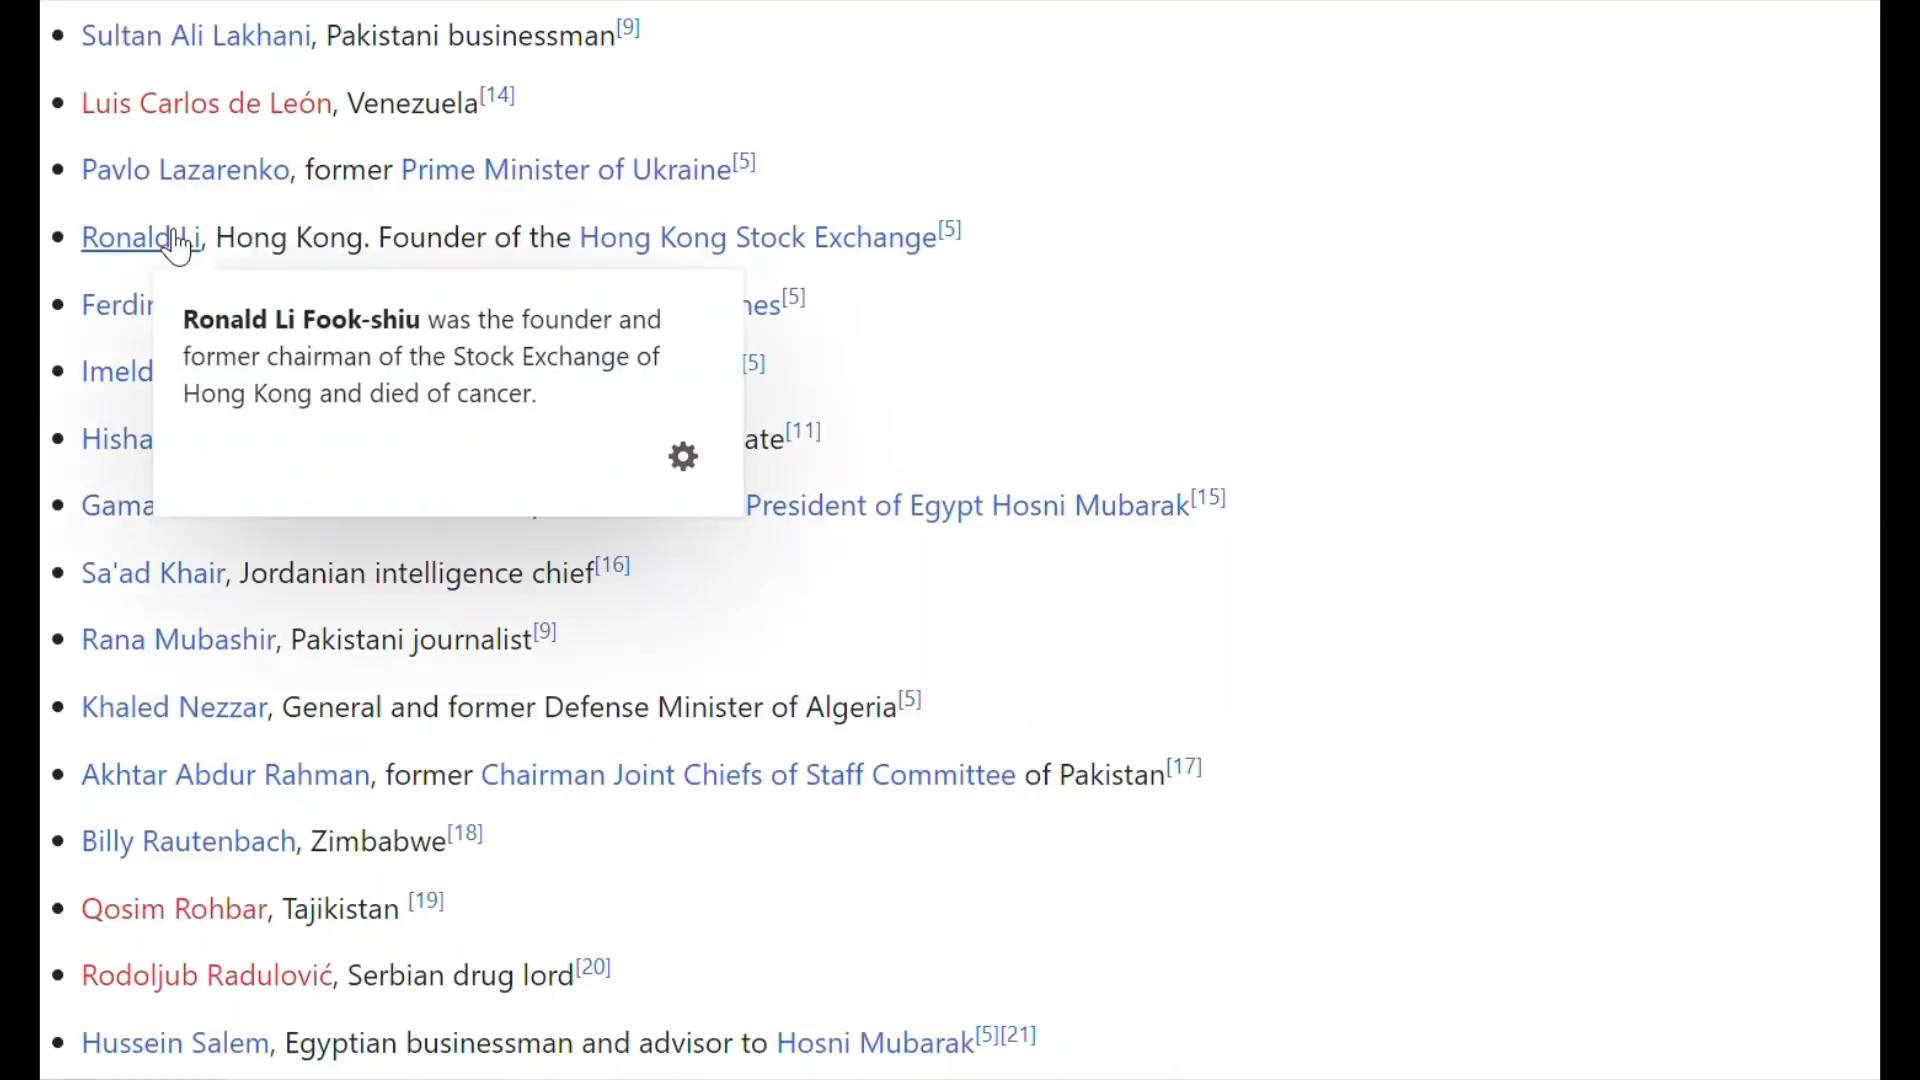 Sultan Ali Lakhani, Pakistani businessman[9]
Luis Carlos de León, Venezuela[14]
Pavlo Lazarenko, former Prime Minister of Ukraine[5]
Ronald Li, Hong Kong. Founder of the Hong Kong Stock Exchange[5]
Ronald Li Fook-shiu was the founder and
former chairman of the Stock Exchange of
Hong Kong and died of cancer.
[5]
[5]
[11]
President of Egypt Hosni Mubarak[15]
Sa'ad Khair, Jordanian intelligence chief[16]
Rana Mubashir, Pakistani journalist[9]
Khaled Nezzar, General and former Defense Minister of Algeria[5]
Akhtar Abdur Rahman, former Chairman Joint Chiefs of Staff Committee of Pakistan[17]
Billy Rautenbach, Zimbabwe[18]
Qosim Rohbar, Tajikistan [19]
Rodoljub Radulović, Serbian drug lord[20]
Hussein Salem, Egyptian businessman and advisor to Hosni Mubarak[5][21]